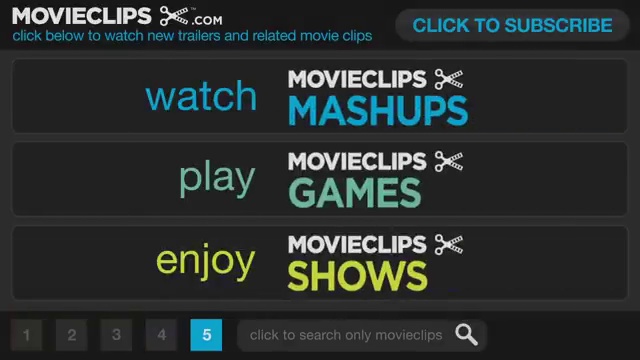 MOVIECLIPS™.COM
click below to watch new trailers and related movie clips
CLICK TO SUBSCRIBE
watch
MOVIECLIPS
MASHUPS
play
MOVIECLIPS
GAMES
enjoy
MOVIECLIPS
SHOWS
1 2 3 4 5 click to search only movieclips